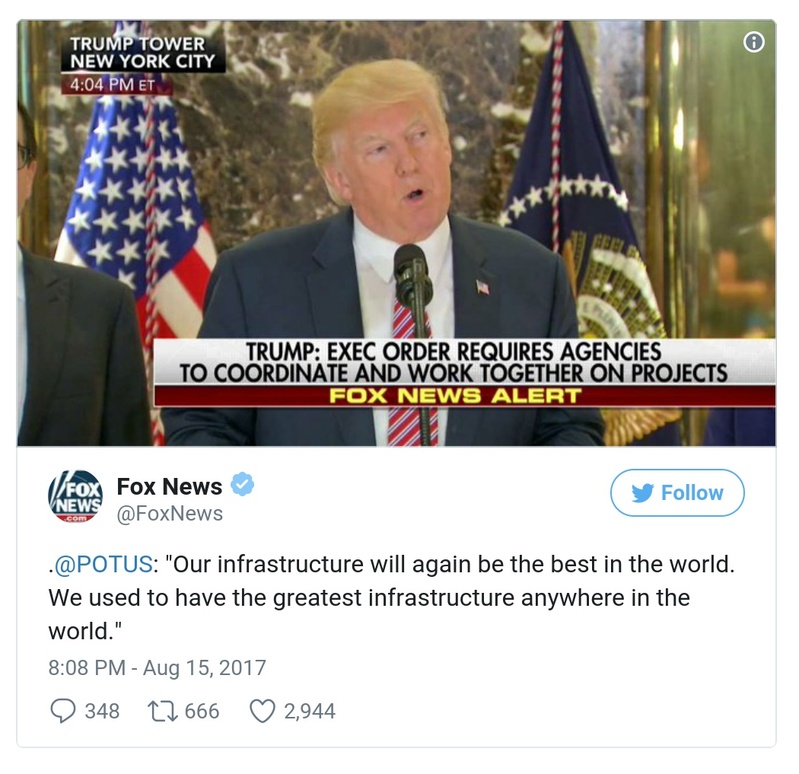 TRUMP TOWER
NEW YORK CITY
4:04 PM ET
TRUMP: EXEC ORDER REQUIRES AGENCIES
TO COORDINATE AND WORK TOGETHER ON PROJECTS
FOX NEWS ALERT
FOX
NEWS
.com
Fox News
@FoxNews
Follow
.@POTUS: "Our infrastructure will again be the best in the world.
We used to have the greatest infrastructure anywhere in the
world."
8:08 PM - Aug 15, 2017
348 666 2,944